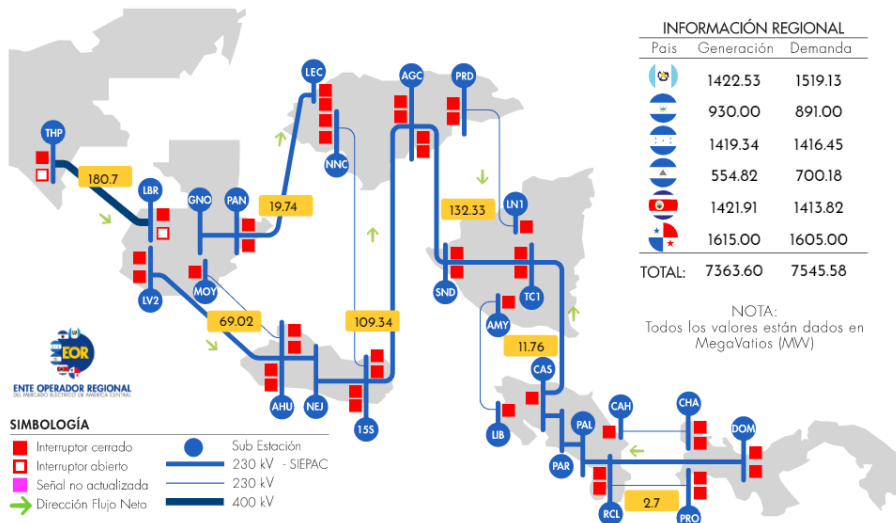 INFORMACIÓN REGIONAL
Pais Generación Demanda
1422.53 1519.13
930.00 891.00
1419.34 1416.45
554.82 700.18
1421.91 1413.82
1615.00 1605.00
TOTAL: 7363.60 7545.58
NOTA:
Todos los valores están dados en
MegaVatios (MW)
LEC
AGC
PRD
THP
NNC
180.7
LBR
GNO
PAN
19.74
132.33
LN1
MOY
SND
TC1
LV2
69.02
109.34
AMY
11.76
CAS
AHU
NEJ
15S
LIB
CAH
CHA
PAL
DOM
PAR
2.7
RCL
PRO
EOR
ENTE OPERADOR REGIONAL
DEL MERCADO ELÉCTRICO DE AMÉRICA CENTRAL
SIMBOLOGÍA
Interruptor cerrado
Interruptor abierto
Señal no actualizada
Dirección Flujo Neto
Sub Estación
230 kV - SIEPAC
230 kV
400 kV